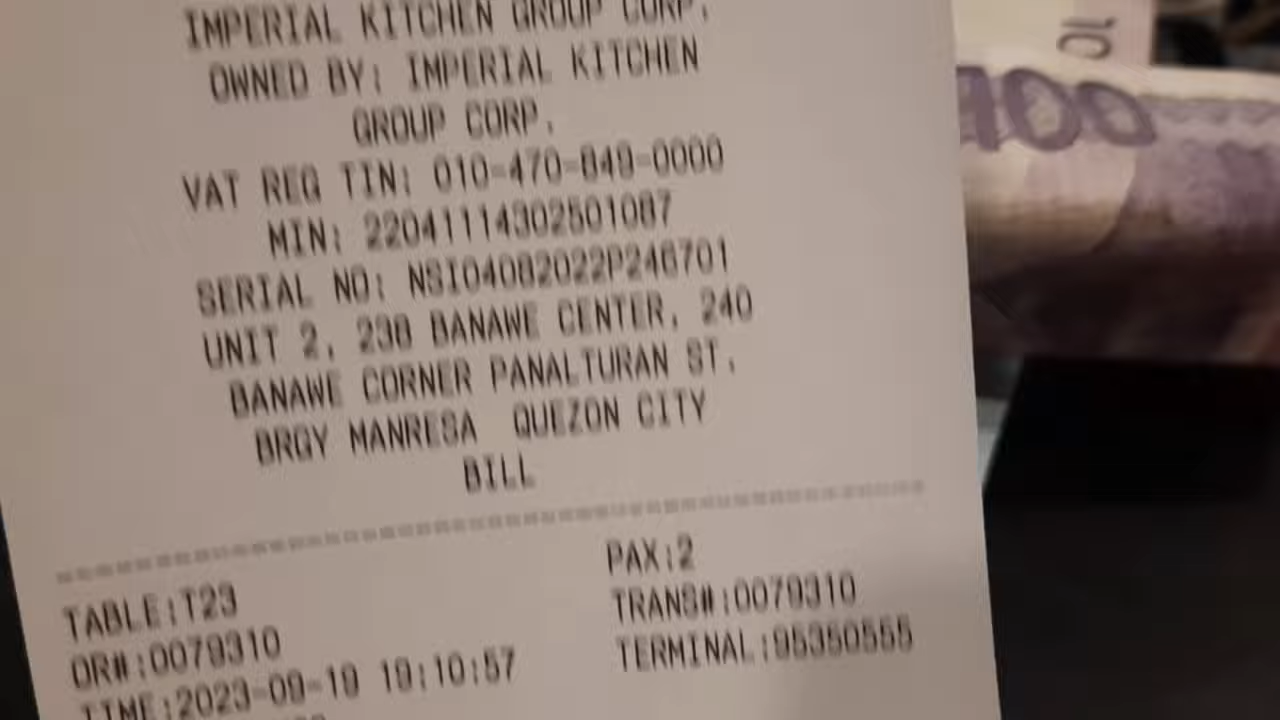 IMPERIAL KITCHEN GROUP CORP.
OWNED BY: IMPERIAL KITCHEN
GROUP CORP.
VAT REG TIN: 010-470-849-0000
MIN: 22041114302501087
SERIAL NO: NSI04082022P246701
UNIT 2, 238 BANAWE CENTER, 240
BANAWE CORNER PANALTURAN ST.
BRGY MANRESA QUEZON CITY
BILL
TABLE:T23
PAX:2
OR#:0079310
TRANS#:0079310
TIME:2023-09-19 19:10:57
TERMINAL:95350555
100